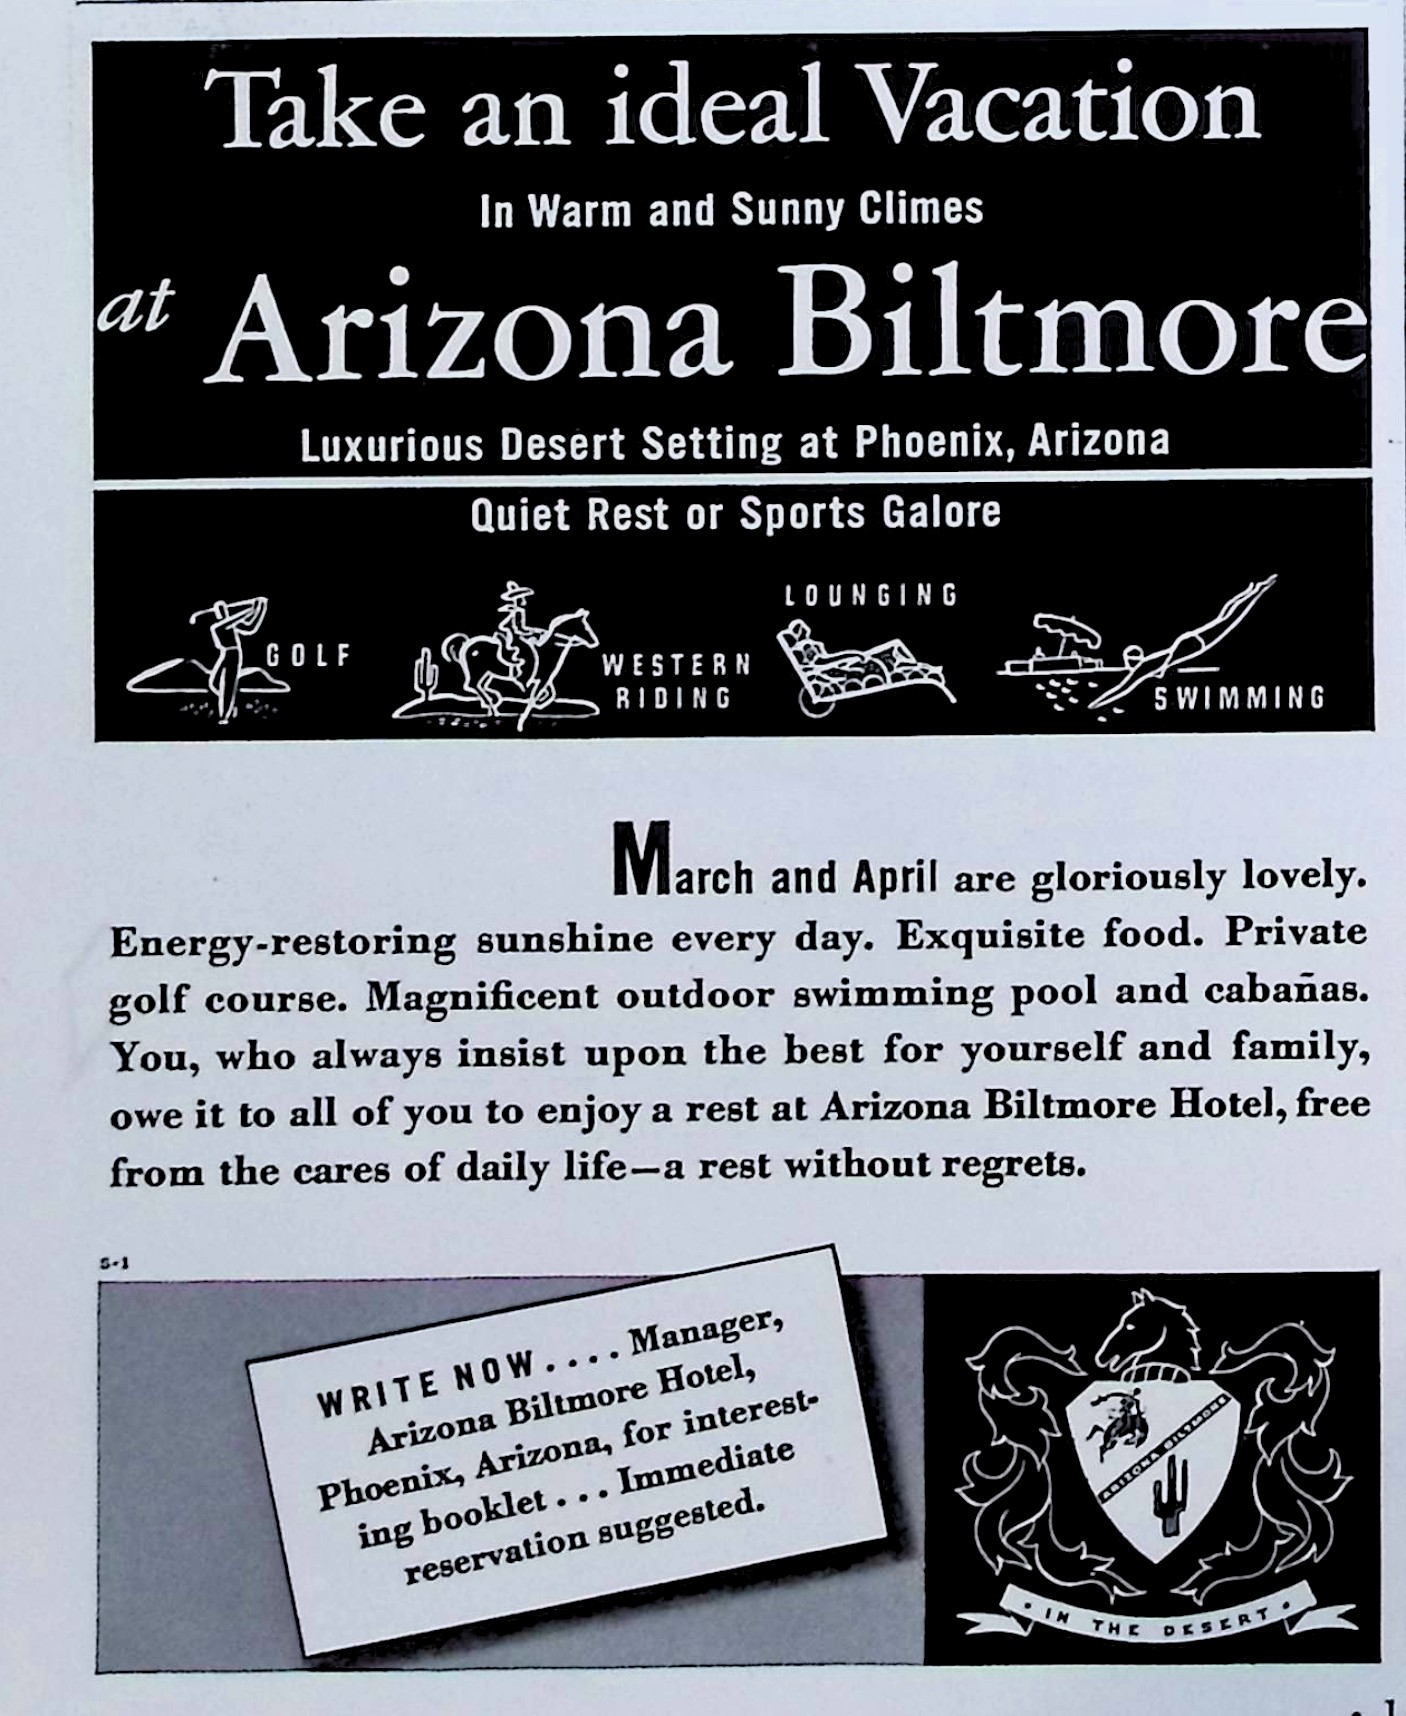 Take an ideal Vacation
In Warm and Sunny Climes
at Arizona Biltmore
Luxurious Desert Setting at Phoenix, Arizona
Quiet Rest or Sports Galore
GOLF
WESTERN
RIDING
LOUNGING
SWIMMING
March and April are gloriously lovely.
Energy-restoring sunshine every day. Exquisite food. Private
golf course. Magnificent outdoor swimming pool and cabañas.
You, who always insist upon the best for yourself and family,
owe it to all of you to enjoy a rest at Arizona Biltmore Hotel, free
from the cares of daily life—a rest without regrets.
S-1
WRITE NOW.... Manager,
Arizona Biltmore Hotel,
Phoenix, Arizona, for interest-
ing booklet... Immediate
reservation suggested.
ARIZONA BILTMORE
• IN THE DESERT •